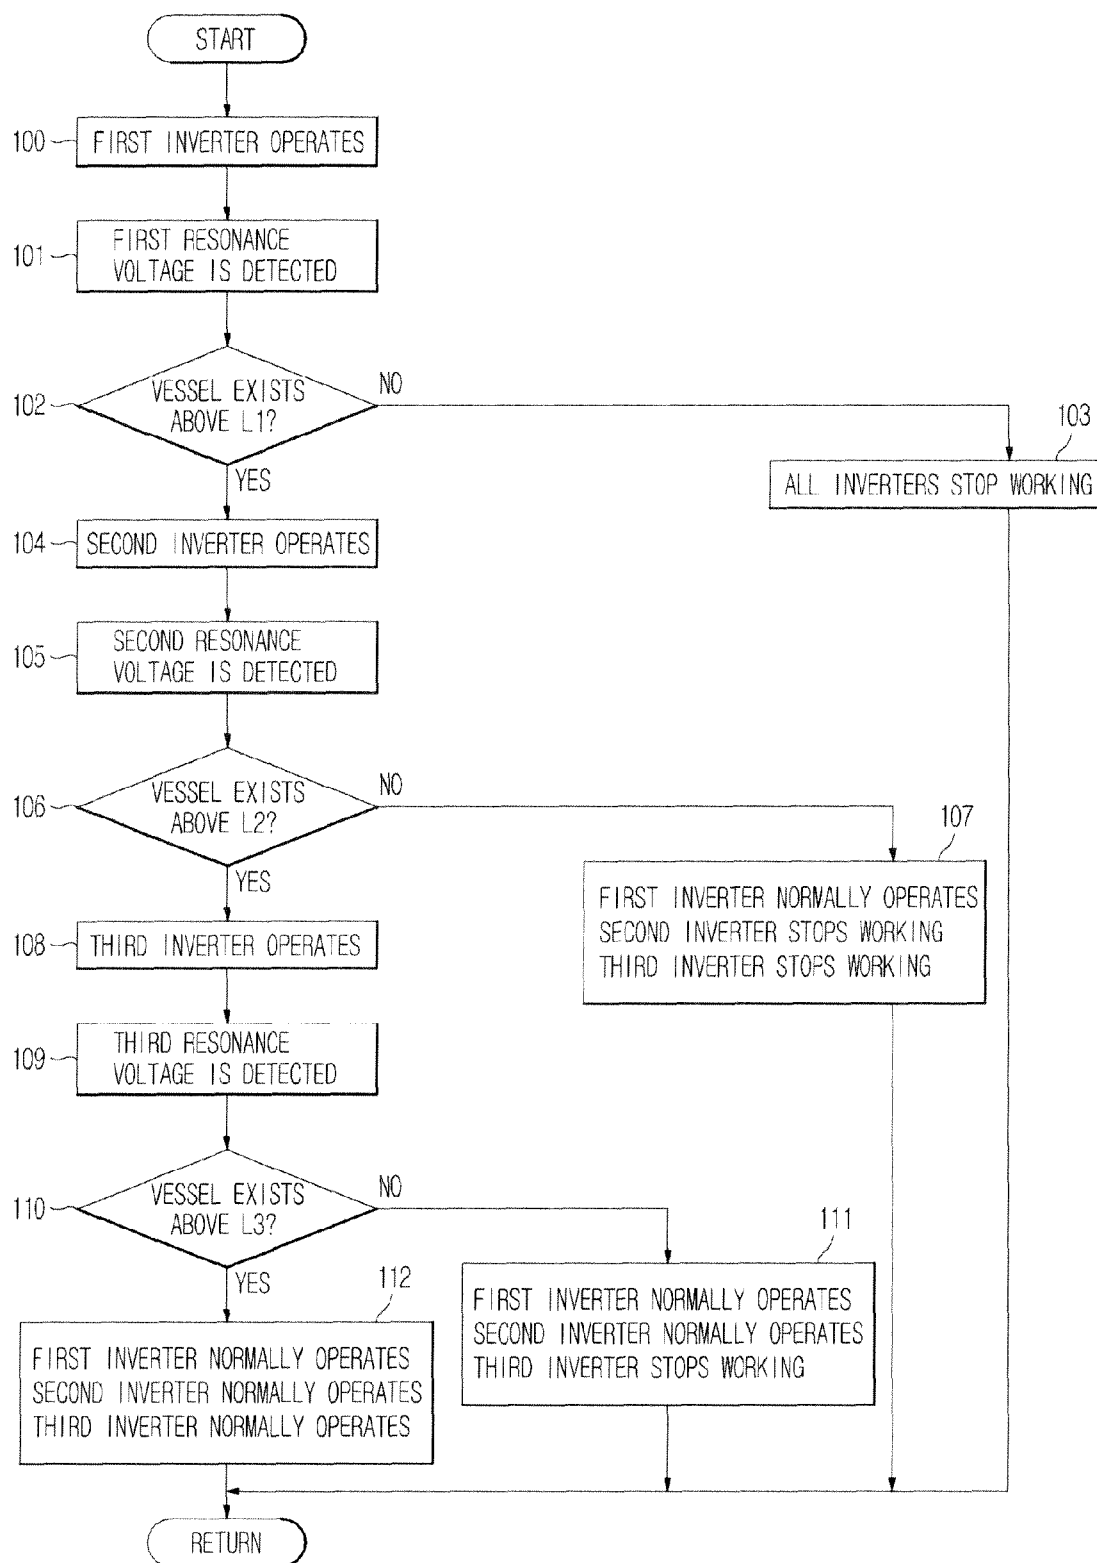 START
100
FIRST INVERTER OPERATES
101
FIRST RESONANCE
VOLTAGE IS DETECTED
102
VESSEL EXISTS
ABOVE L1?
NO
YES
103
ALL INVERTERS STOP WORKING
104
SECOND INVERTER OPERATES
105
SECOND RESONANCE
VOLTAGE IS DETECTED
106
VESSEL EXISTS
ABOVE L2?
NO
YES
107
FIRST INVERTER NORMALLY OPERATES
SECOND INVERTER STOPS WORKING
THIRD INVERTER STOPS WORKING
108
THIRD INVERTER OPERATES
109
THIRD RESONANCE
VOLTAGE IS DETECTED
110
VESSEL EXISTS
ABOVE L3?
NO
YES
111
FIRST INVERTER NORMALLY OPERATES
SECOND INVERTER NORMALLY OPERATES
THIRD INVERTER STOPS WORKING
112
FIRST INVERTER NORMALLY OPERATES
SECOND INVERTER NORMALLY OPERATES
THIRD INVERTER NORMALLY OPERATES
RETURN